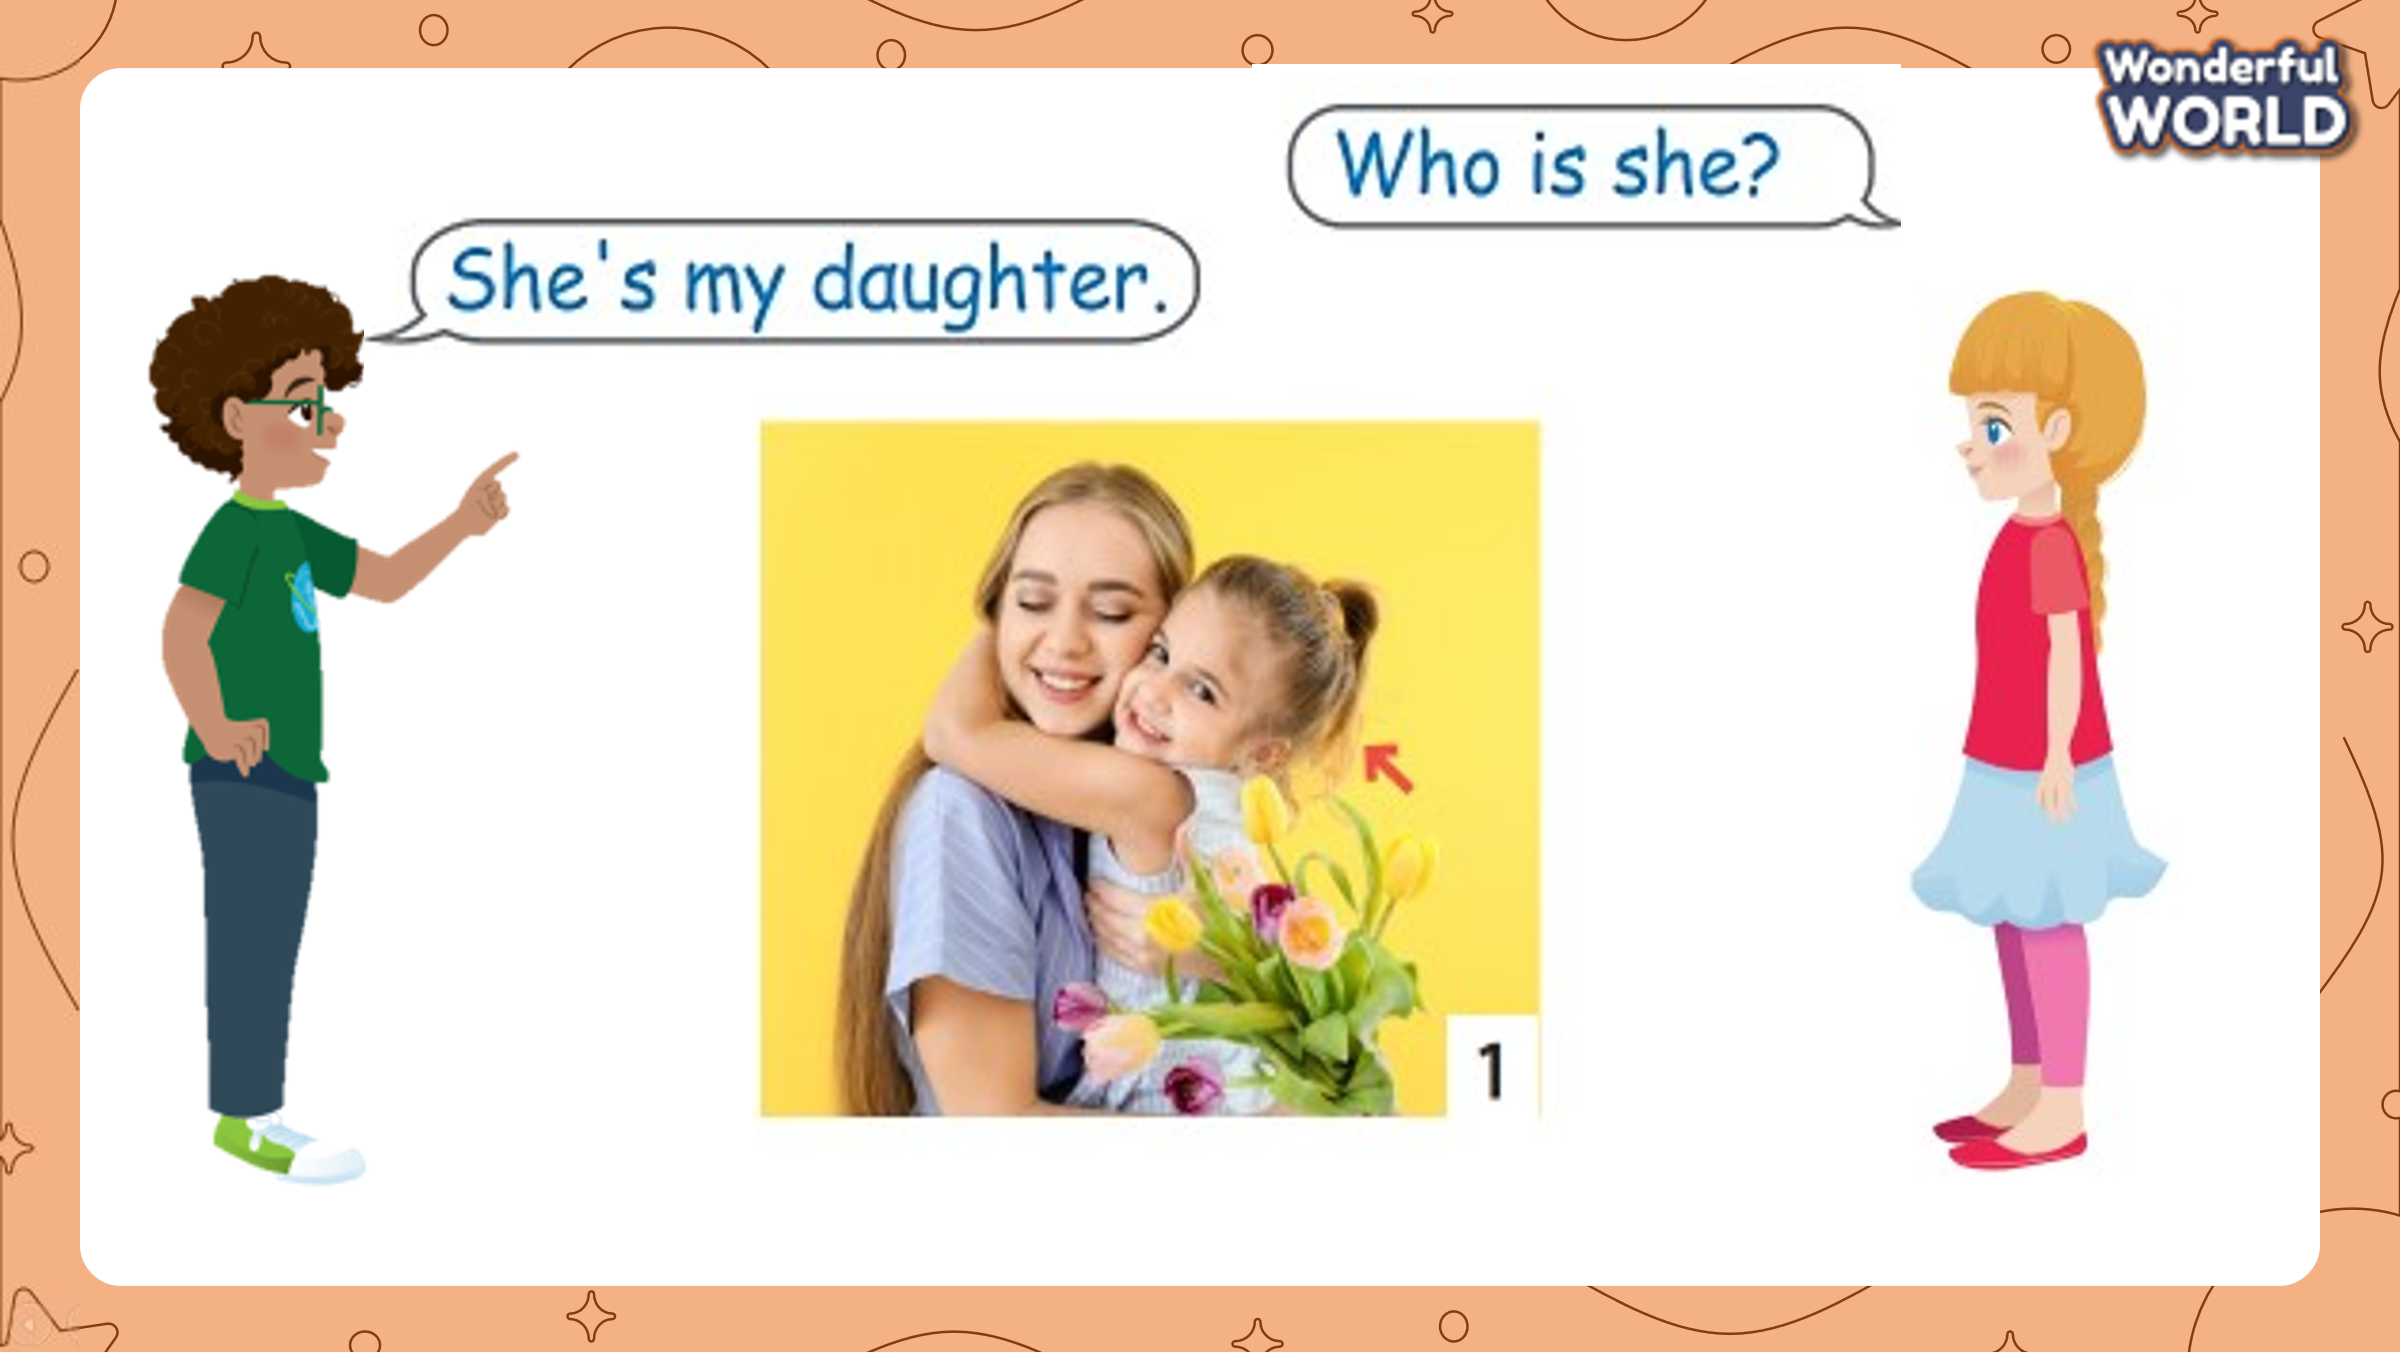 Wonderful
WORLD
Who is she?
She's my daughter.
1